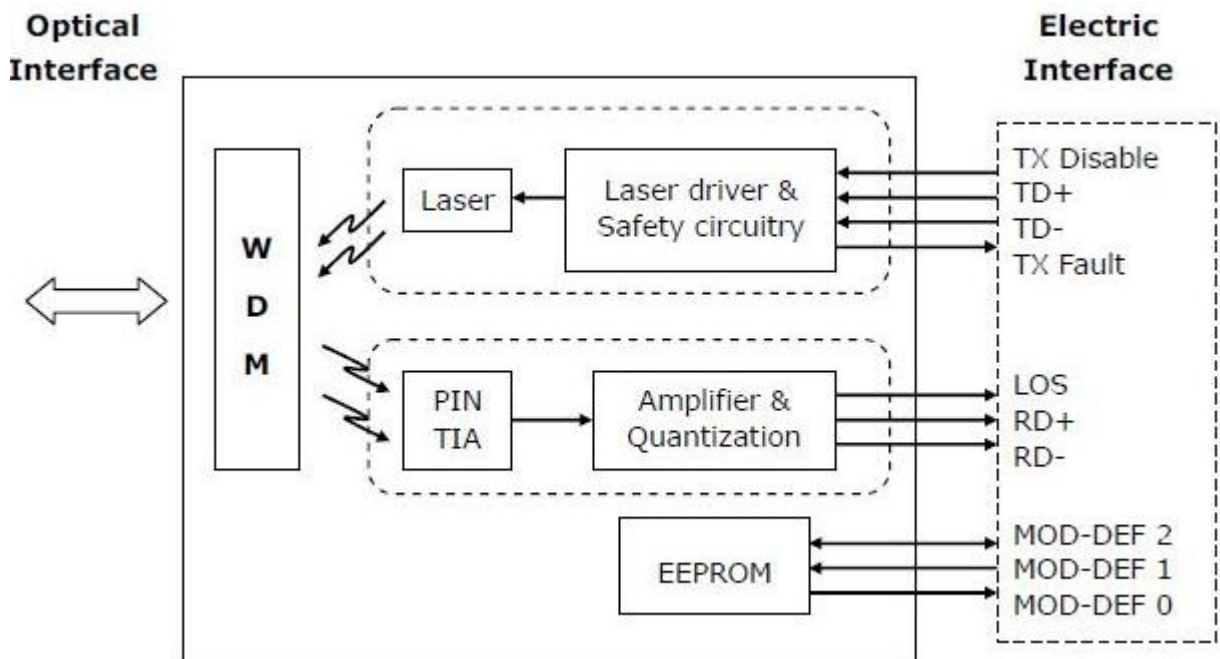 Optical
Interface
Electric
Interface
W
D
M
Laser
Laser driver &
Safety circuitry
TX Disable
TD+
TD-
TX Fault
PIN
TIA
Amplifier &
Quantization
LOS
RD+
RD-
EEPROM
MOD-DEF 2
MOD-DEF 1
MOD-DEF 0